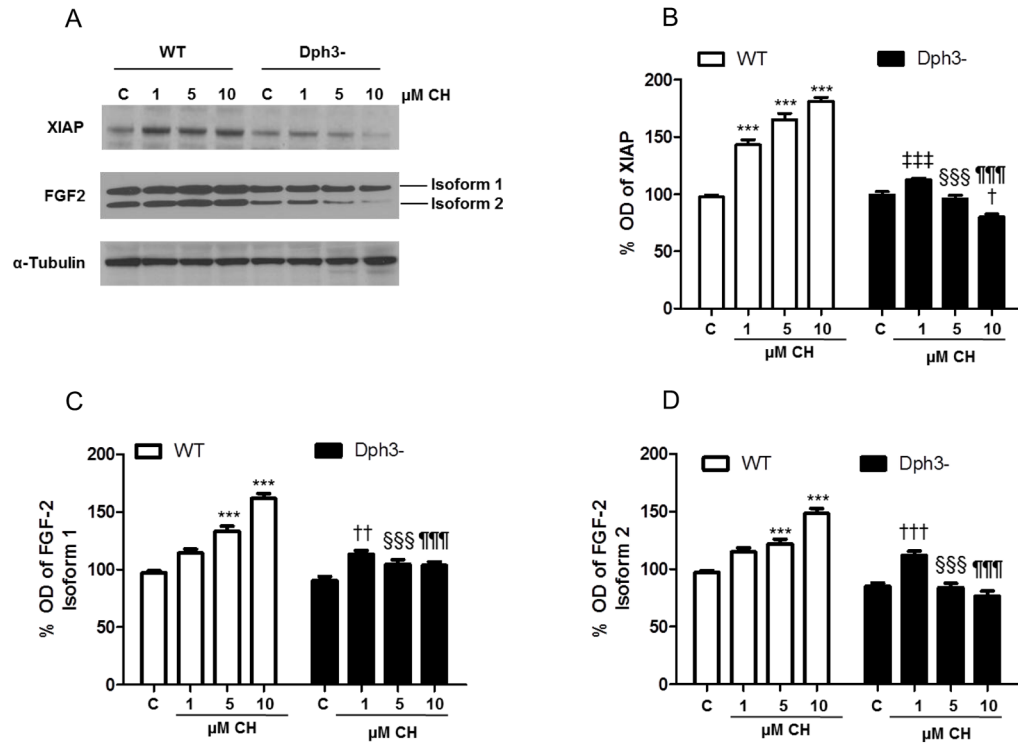 A
WT Dph3-
C 1 5 10 C 1 5 10 µM CH
XIAP
FGF2
Isoform 1
Isoform 2
α-Tubulin
B
WT Dph3-
% OD of XIAP
200
150
100
50
0
*** *** ***
‡‡‡ §§§ ¶¶¶
†
C 1 5 10 C 1 5 10
µM CH µM CH
C
WT Dph3-
% OD of FGF-2
Isoform 1
200
150
100
50
0
*** ***
†† §§§ ¶¶¶
C 1 5 10 C 1 5 10
µM CH µM CH
D
WT Dph3-
% OD of FGF-2
Isoform 2
200
150
100
50
0
*** ***
††† §§§ ¶¶¶
C 1 5 10 C 1 5 10
µM CH µM CH